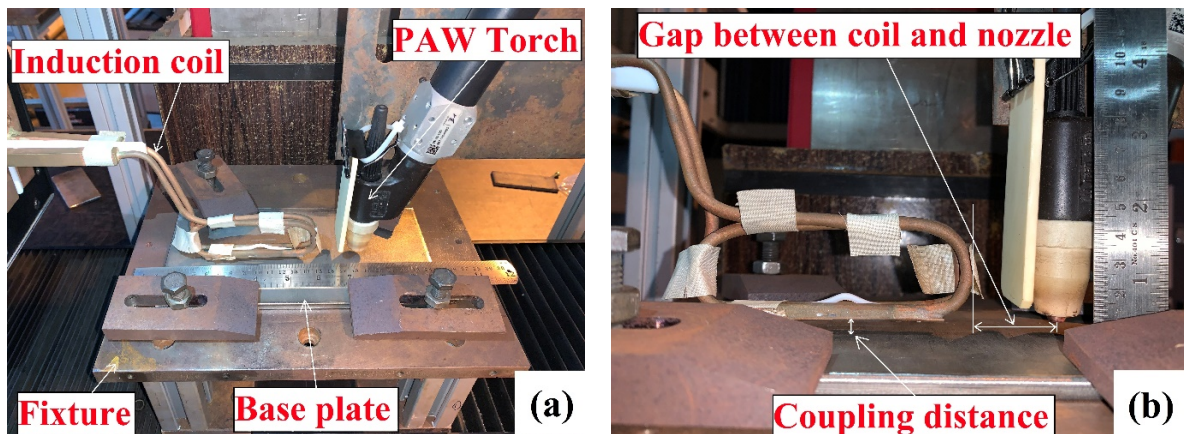 PAW Torch
Induction coil
Fixture
Base plate
(a)
Gap between coil and nozzle
Coupling distance
(b)